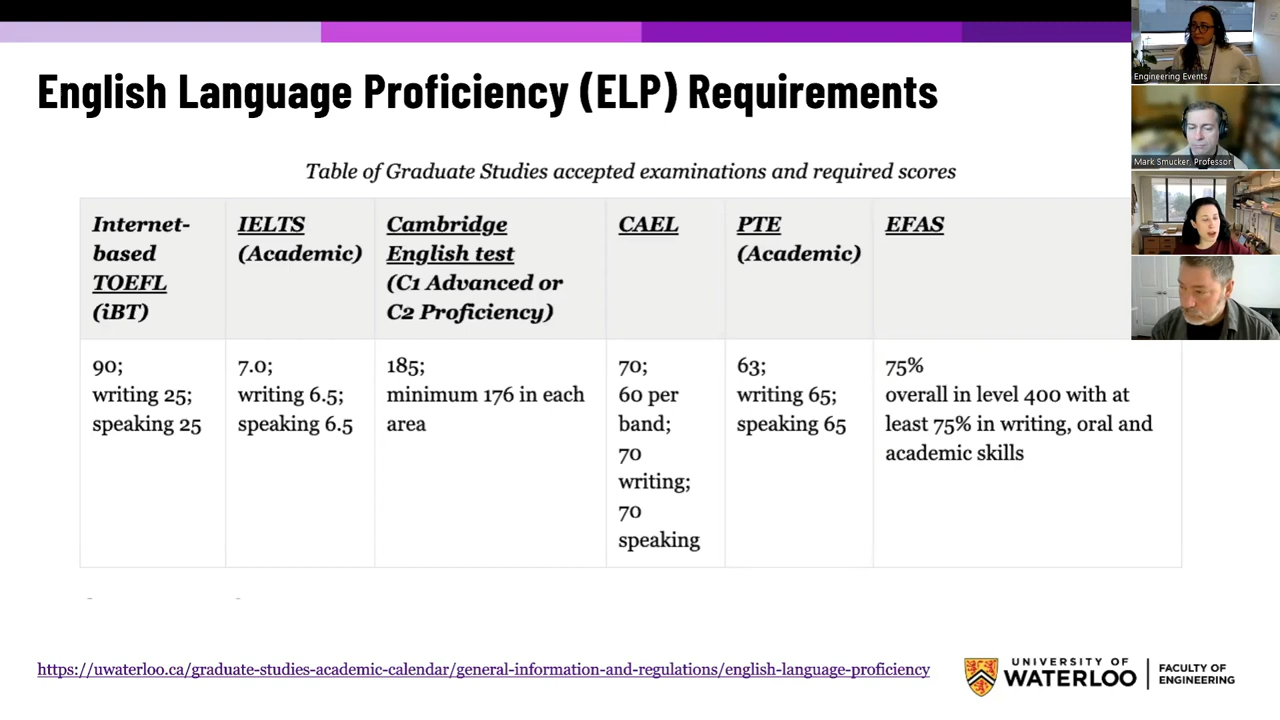 English Language Proficiency (ELP) Requirements
Table of Graduate Studies accepted examinations and required scores
Internet-
based
TOEFL
(iBT)
IELTS
(Academic)
Cambridge
English test
(C1 Advanced or
C2 Proficiency)
CAEL
PTE
(Academic)
EFAS
90;
writing 25;
speaking 25
7.0;
writing 6.5;
speaking 6.5
185;
minimum 176 in each
area
70;
60 per
band;
70
writing;
70
speaking
63;
writing 65;
speaking 65
75%
overall in level 400 with at
least 75% in writing, oral and
academic skills
https://uwaterloo.ca/graduate-studies-academic-calendar/general-information-and-regulations/english-language-proficiency
UNIVERSITY OF
WATERLOO
FACULTY OF
ENGINEERING
Engineering Events
Mark Smucker, Professor